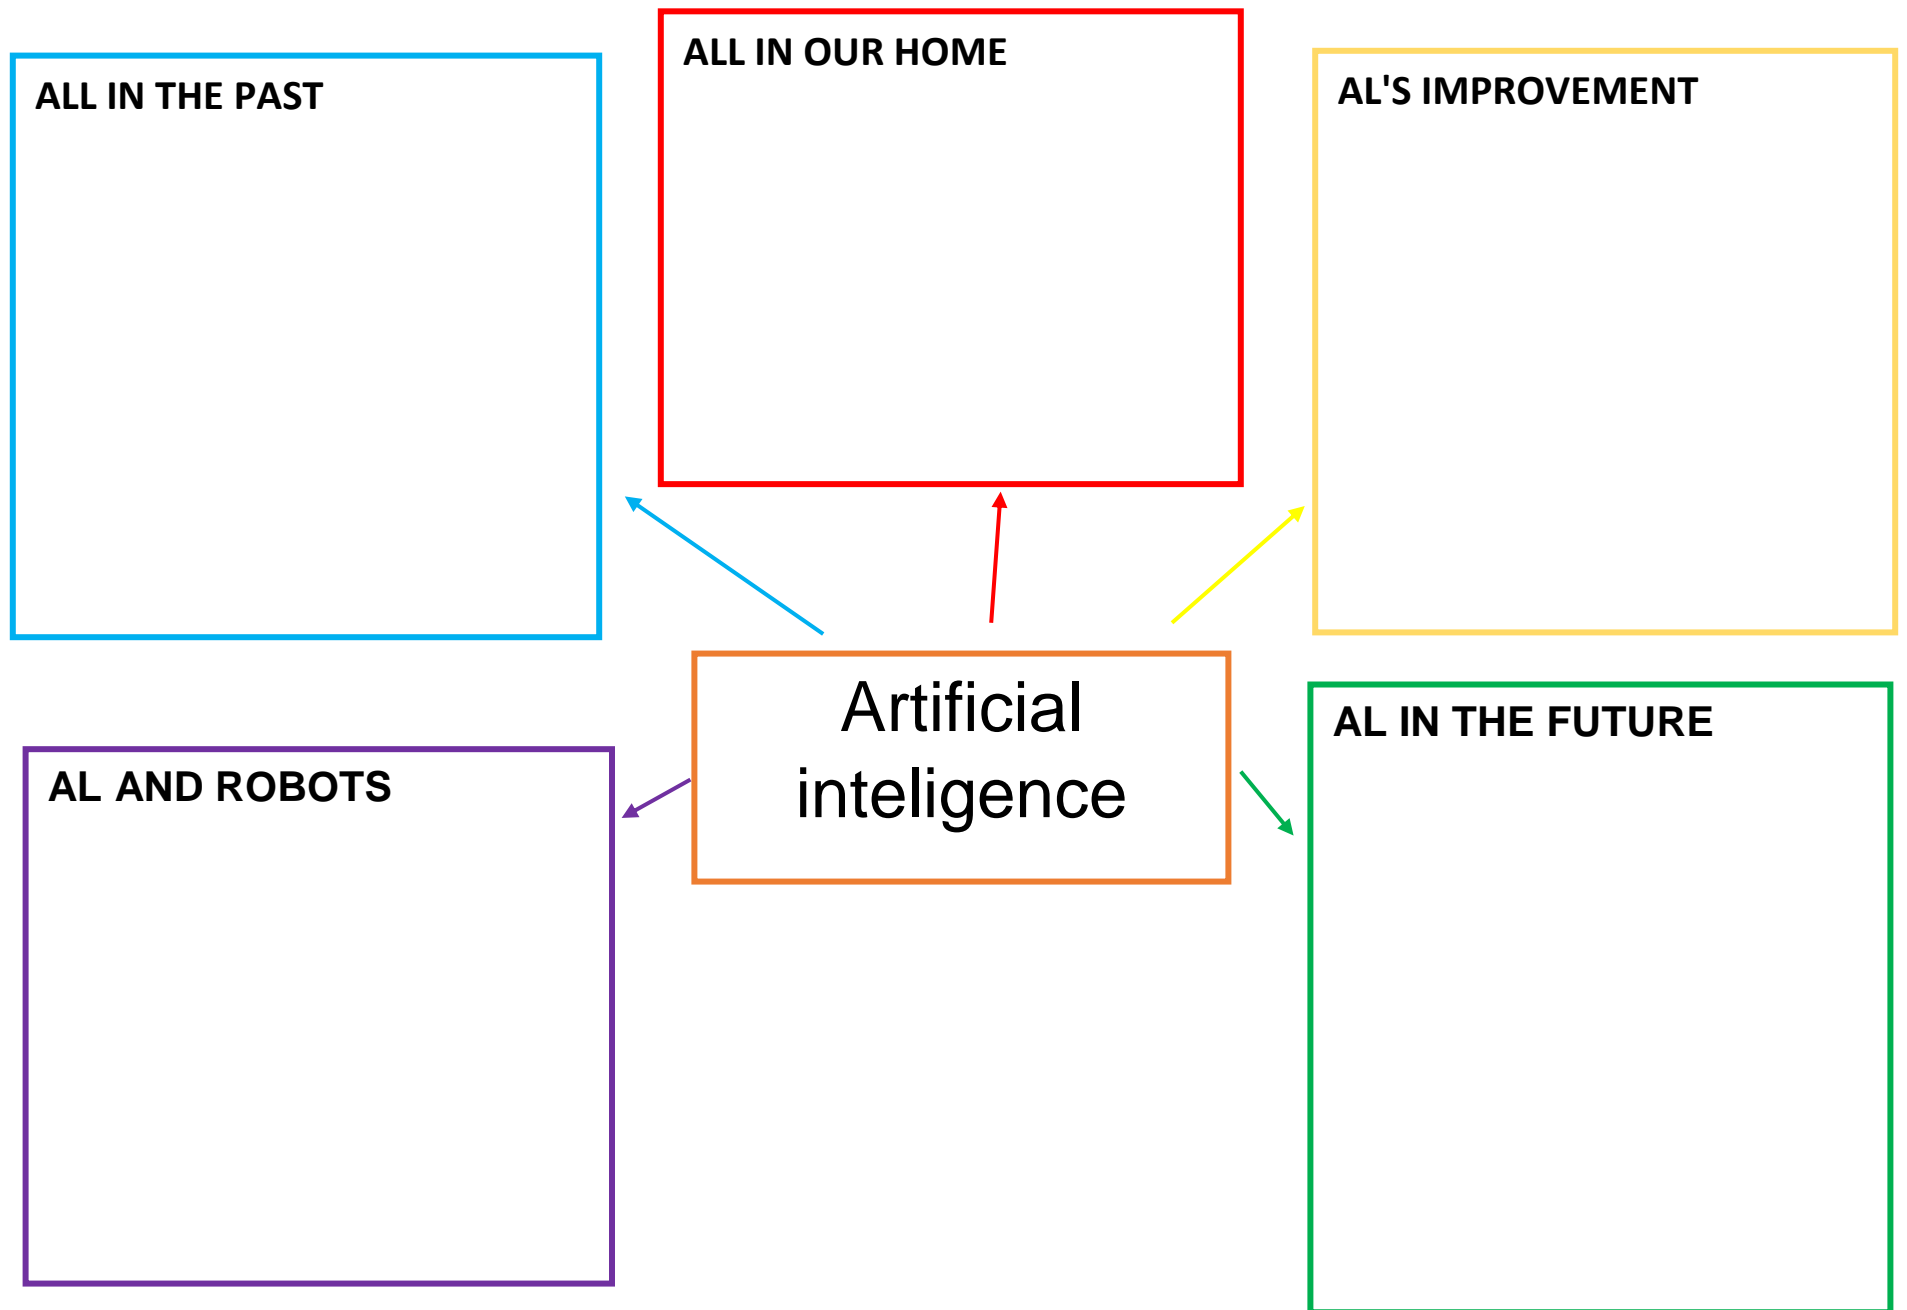 ALL IN THE PAST
ALL IN OUR HOME
AL'S IMPROVEMENT
Artificial
inteligence
AL AND ROBOTS
AL IN THE FUTURE